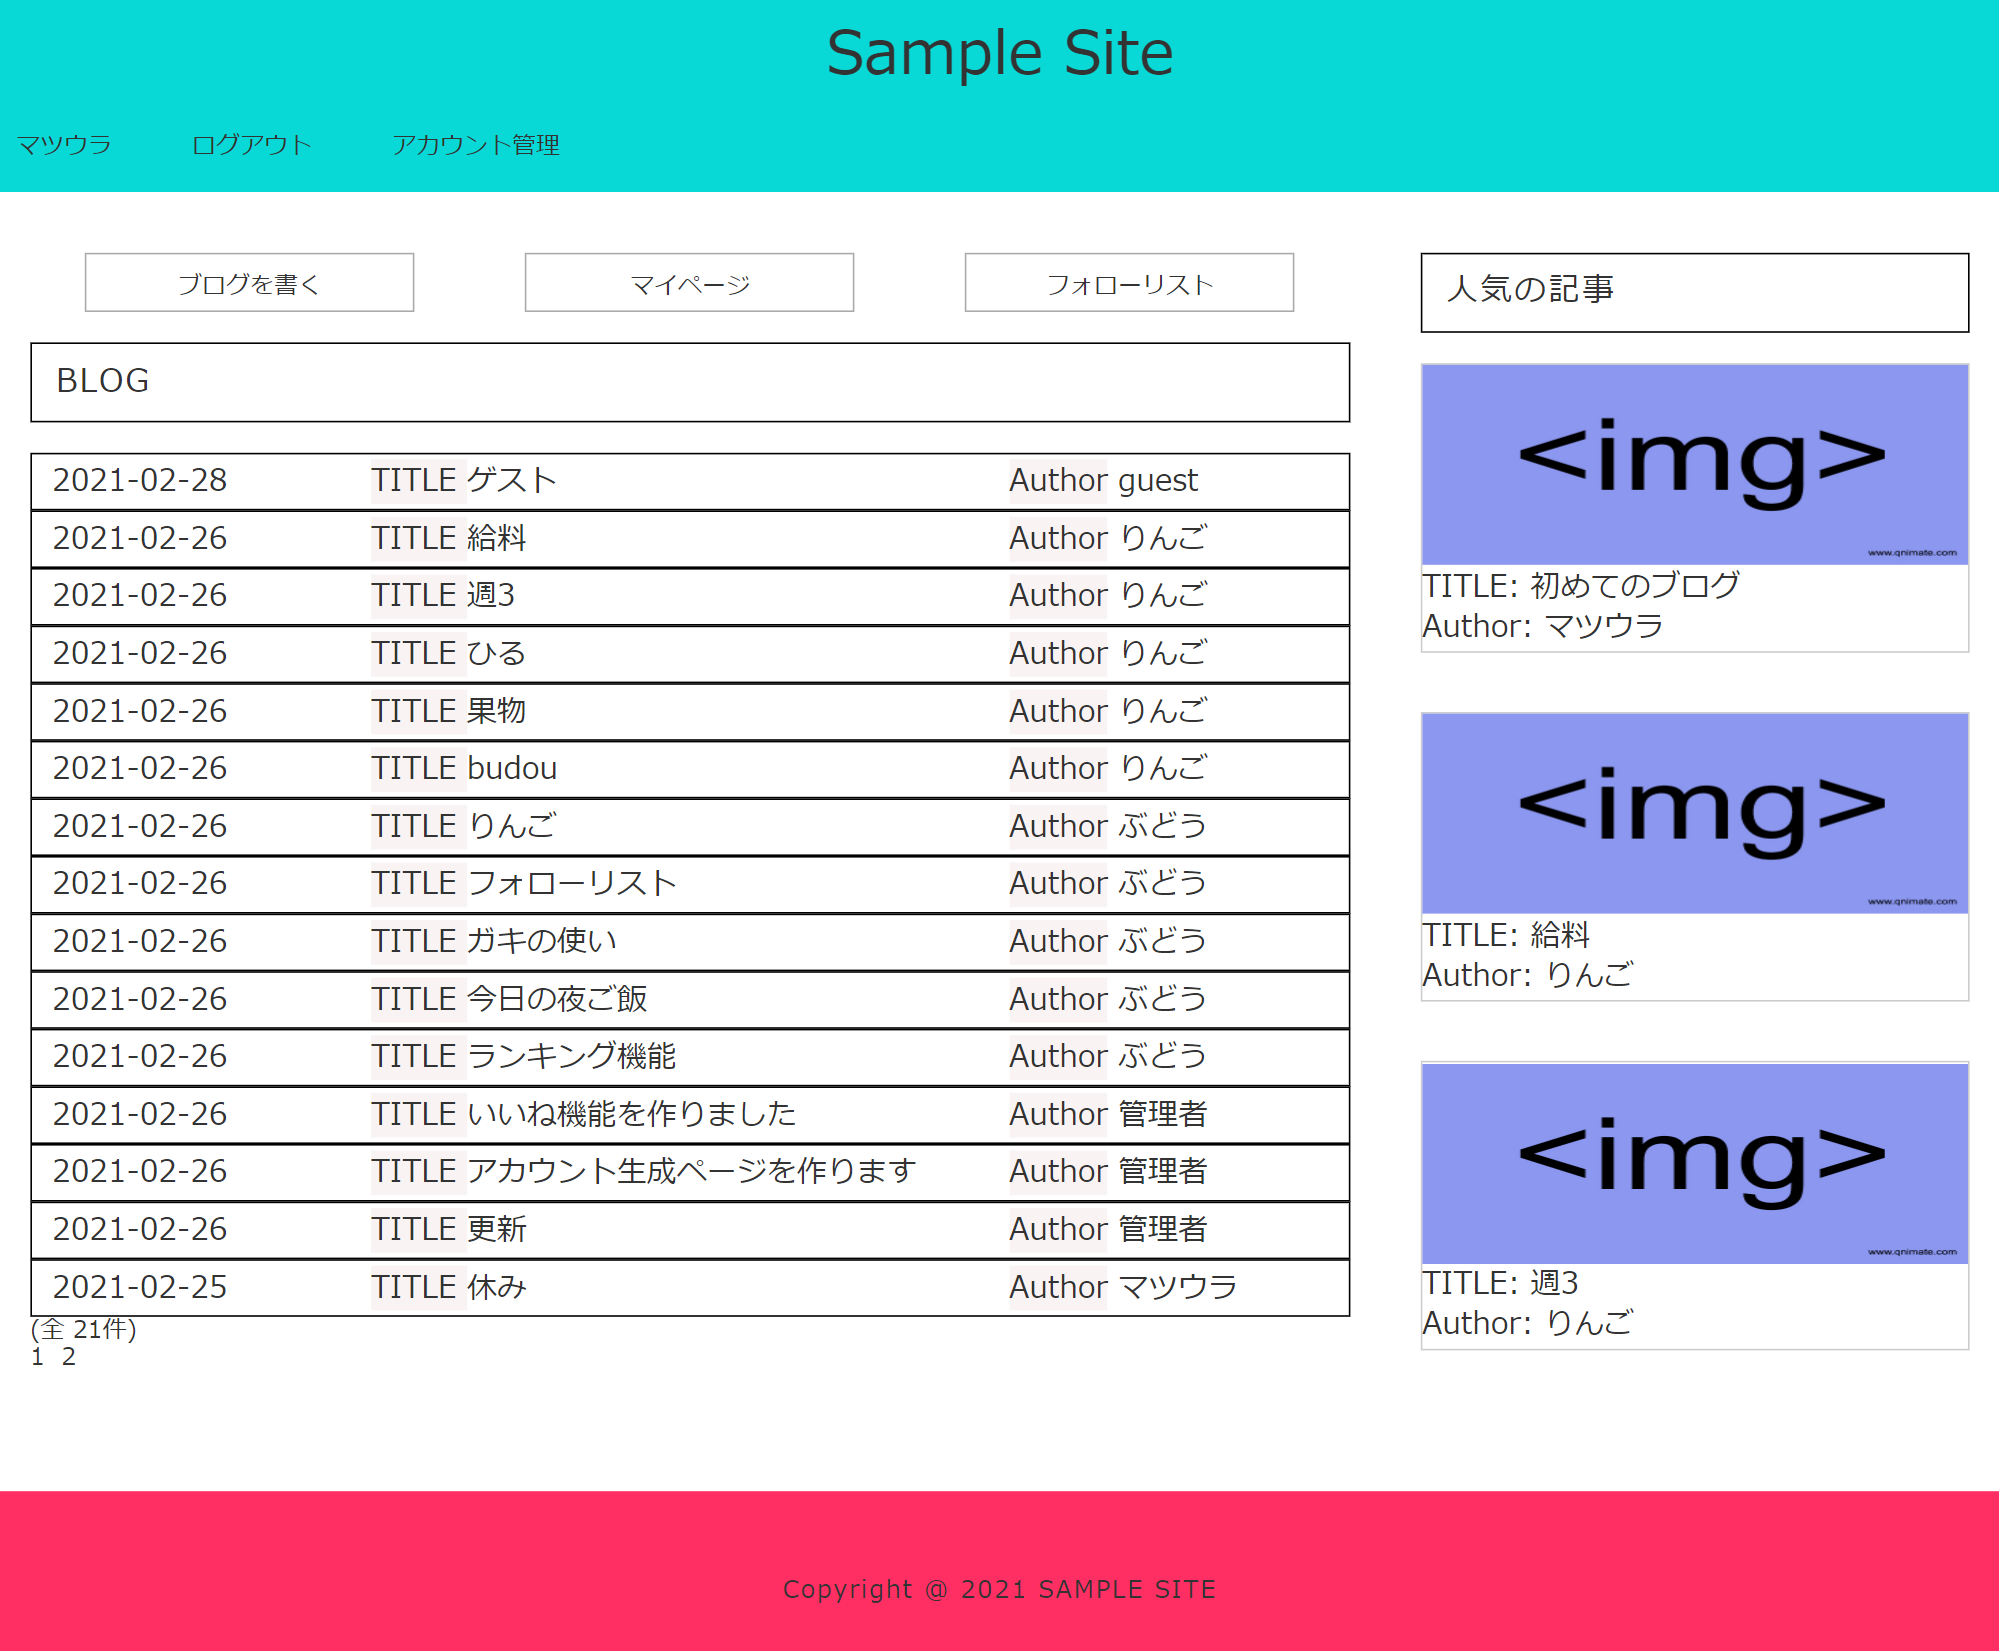 Sample Site
マツウラ ログアウト アカウント管理
ブログを書く マイページ フォローリスト
BLOG
2021-02-28 TITLE ゲスト Author guest
2021-02-26 TITLE 給料 Author りんご
2021-02-26 TITLE 週3 Author りんご
2021-02-26 TITLE ひる Author りんご
2021-02-26 TITLE 果物 Author りんご
2021-02-26 TITLE budou Author りんご
2021-02-26 TITLE りんご Author ぶどう
2021-02-26 TITLE フォローリスト Author ぶどう
2021-02-26 TITLE ガキの使い Author ぶどう
2021-02-26 TITLE 今日の夜ご飯 Author ぶどう
2021-02-26 TITLE ランキング機能 Author ぶどう
2021-02-26 TITLE いいね機能を作りました Author 管理者
2021-02-26 TITLE アカウント生成ページを作ります Author 管理者
2021-02-26 TITLE 更新 Author 管理者
2021-02-25 TITLE 休み Author マツウラ
(全 21件)
1 2
人気の記事
<img>
www.qnimate.com
TITLE: 初めてのブログ
Author: マツウラ
<img>
www.qnimate.com
TITLE: 給料
Author: りんご
<img>
www.qnimate.com
TITLE: 週3
Author: りんご
Copyright @ 2021 SAMPLE SITE